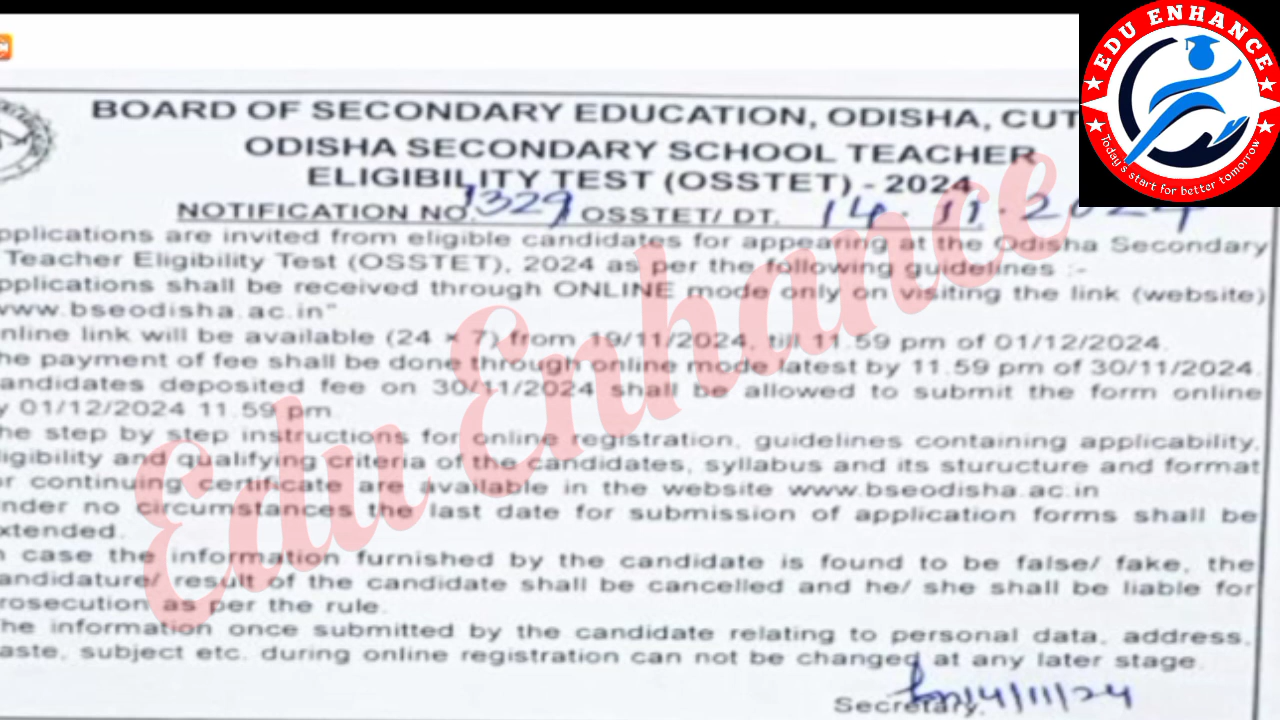 EDU ENHANCE
Today's start for better tomorrow
BOARD OF SECONDARY EDUCATION, ODISHA, CUT
ODISHA SECONDARY SCHOOL TEACHER
ELIGIBILITY TEST (OSSTET) - 2024
NOTIFICATION NO. 1329 OSSTET/ DT. 14.11.2024
pplications are invited from eligible candidates for appearing at the Odisha Secondary
Teacher Eligibility Test (OSSTET), 2024 as per the following guidelines :-
pplications shall be received through ONLINE mode only on visiting the link (website)
www.bseodisha.ac.in"
nline link will be available (24 × 7) from 19/11/2024, till 11.59 pm of 01/12/2024.
he payment of fee shall be done through online mode latest by 11.59 pm of 30/11/2024.
andidates deposited fee on 30/11/2024 shall be allowed to submit the form online
y 01/12/2024 11.59 pm.
he step by step instructions for online registration, guidelines containing applicability,
ligibility and qualifying criteria of the candidates, syllabus and its sturucture and format
or continuing certificate are available in the website www.bseodisha.ac.in
nder no circumstances the last date for submission of application forms shall be
xtended.
n case the information furnished by the candidate is found to be false/ fake, the
andidature/ result of the candidate shall be cancelled and he/ she shall be liable for
rosecution as per the rule.
he information once submitted by the candidate relating to personal data, address,
aste, subject etc. during online registration can not be changed at any later stage.
14/11/24
Secretary.
Edu Enhance